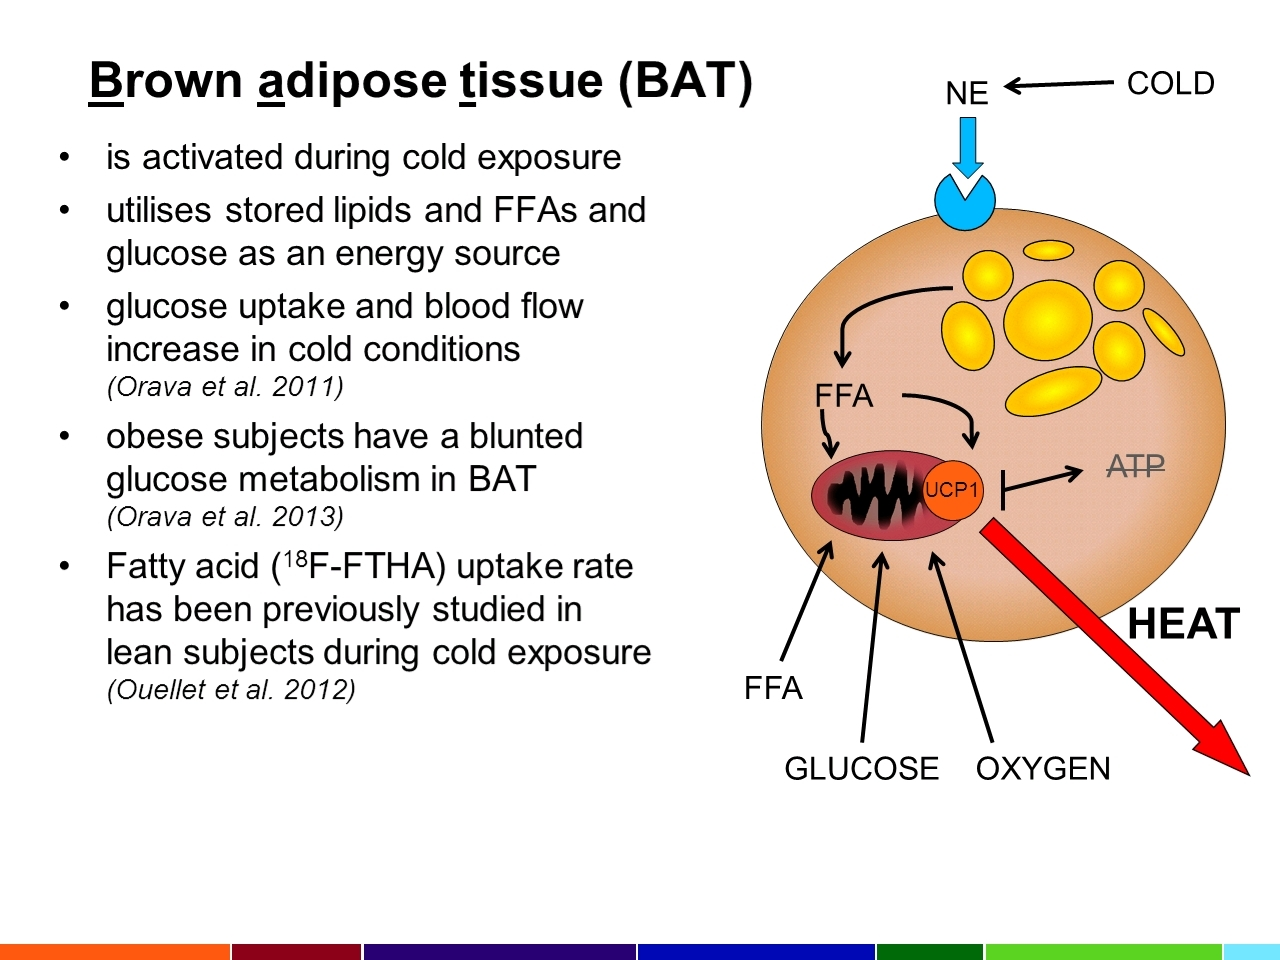 Brown adipose tissue (BAT)
• is activated during cold exposure
• utilises stored lipids and FFAs and
glucose as an energy source
• glucose uptake and blood flow
increase in cold conditions
(Orava et al. 2011)
• obese subjects have a blunted
glucose metabolism in BAT
(Orava et al. 2013)
• Fatty acid (¹⁸F-FTHA) uptake rate
has been previously studied in
lean subjects during cold exposure
(Ouellet et al. 2012)
NE
COLD
FFA
ATP
UCP1
HEAT
FFA
GLUCOSE
OXYGEN